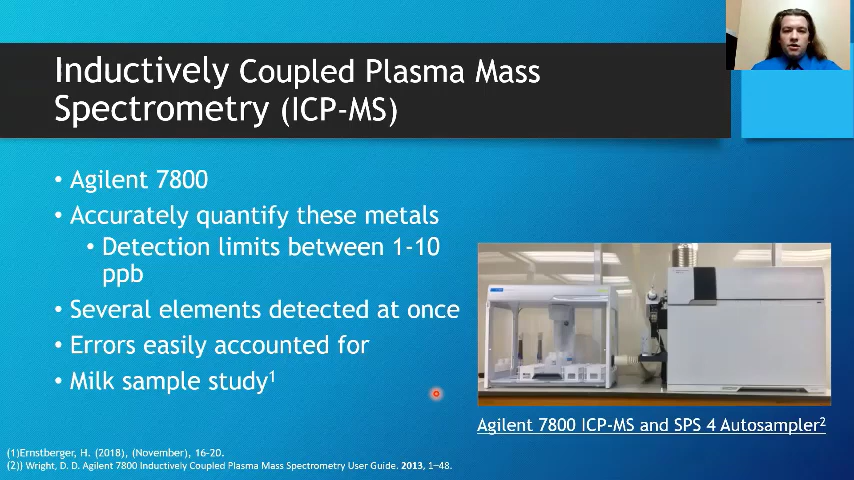 Inductively Coupled Plasma Mass
Spectrometry (ICP-MS)
• Agilent 7800
• Accurately quantify these metals
• Detection limits between 1-10
ppb
• Several elements detected at once
• Errors easily accounted for
• Milk sample study¹
Agilent 7800 ICP-MS and SPS 4 Autosampler²
(1)Ernstberger, H. (2018), (November), 16-20.
(2)) Wright, D. D. Agilent 7800 Inductively Coupled Plasma Mass Spectrometry User Guide. 2013, 1–48.